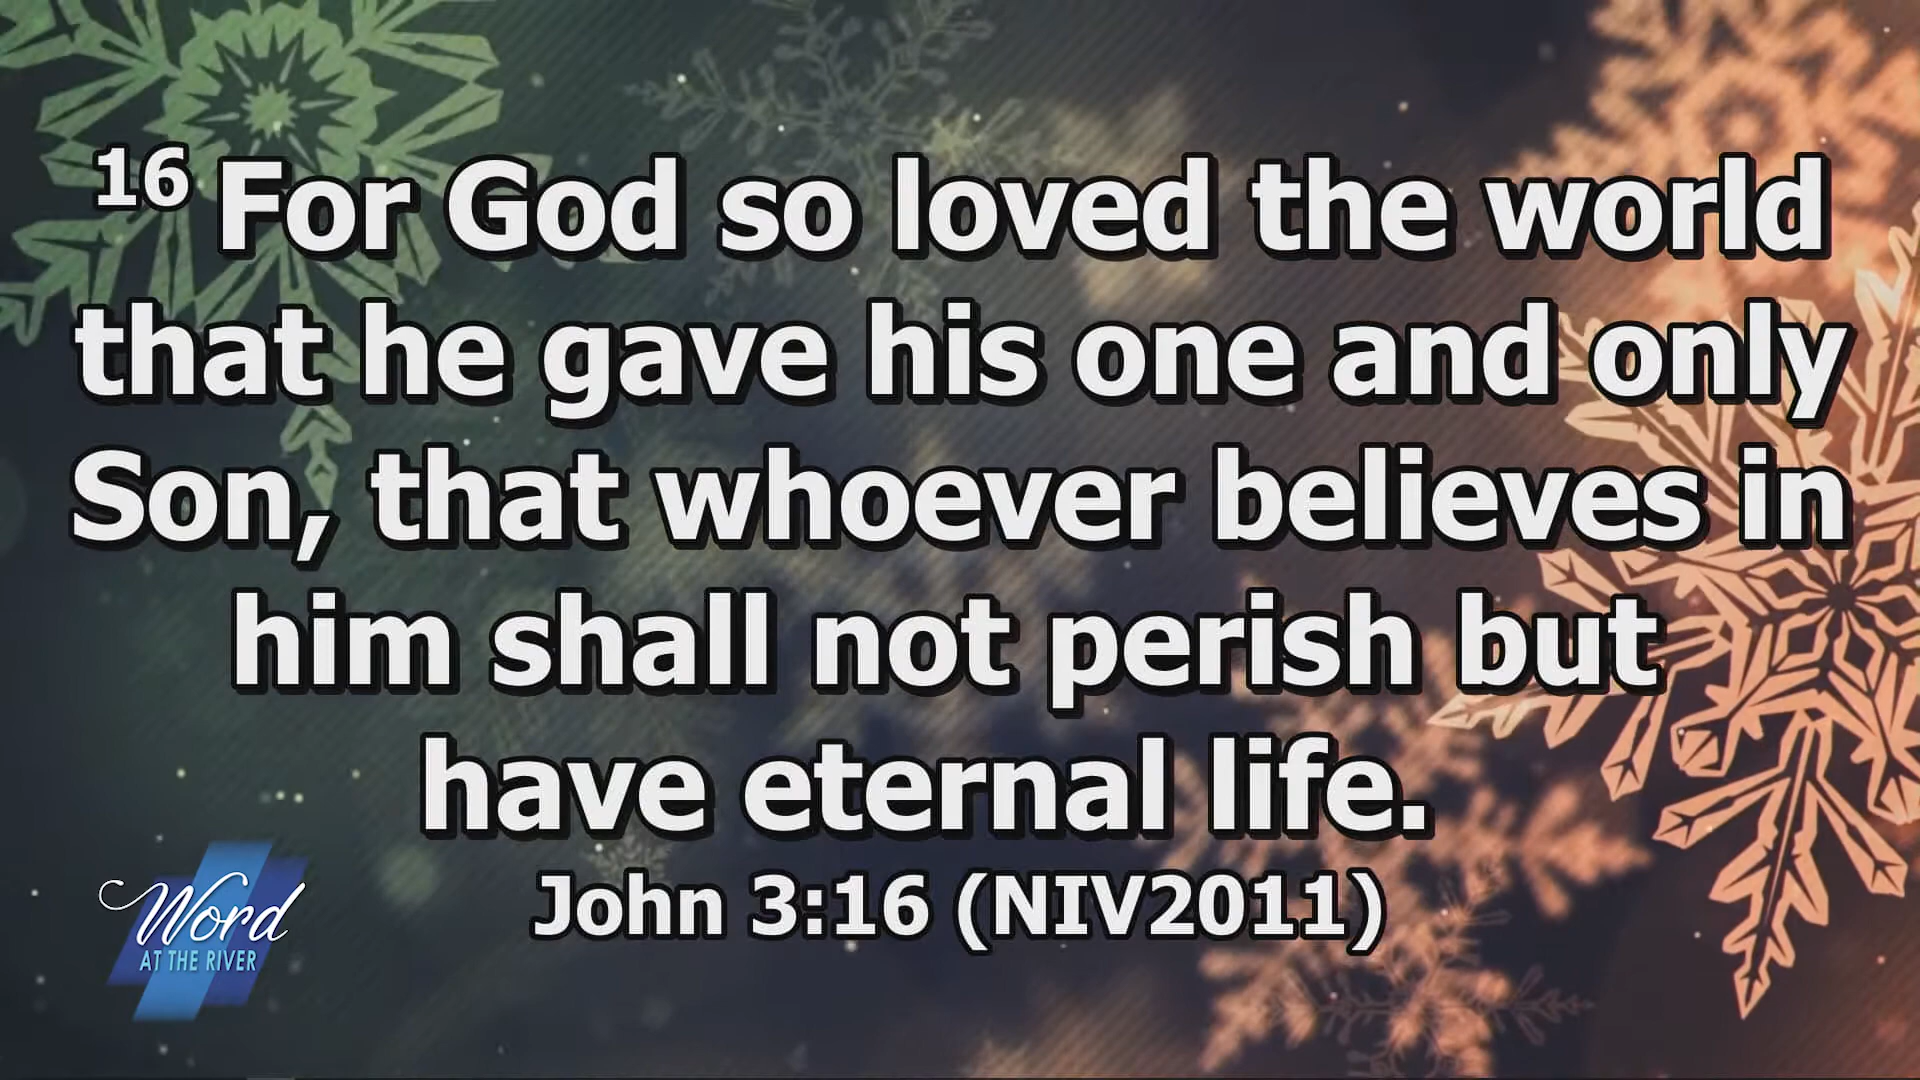 16 For God so loved the world
that he gave his one and only
Son, that whoever believes in
him shall not perish but
have eternal life.
John 3:16 (NIV2011)
Word
AT THE RIVER